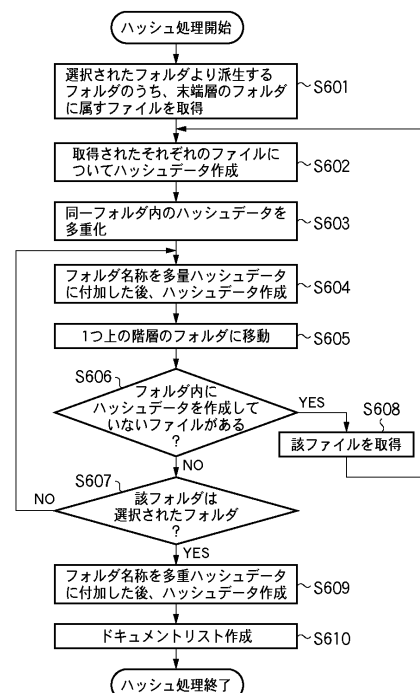 ハッシュ処理開始
選択されたフォルダより派生する
フォルダのうち、末端層のフォルダ
に属すファイルを取得
S601
取得されたそれぞれのファイルに
ついてハッシュデータ作成
S602
同一フォルダ内のハッシュデータを
多重化
S603
フォルダ名称を多量ハッシュデータ
に付加した後、ハッシュデータ作成
S604
1つ上の階層のフォルダに移動
S605
S606
フォルダ内に
ハッシュデータを作成して
いないファイルがある
?
YES
S608
該ファイルを取得
NO
S607
該フォルダは
選択されたフォルダ
?
NO
YES
フォルダ名称を多重ハッシュデータ
に付加した後、ハッシュデータ作成
S609
ドキュメントリスト作成
S610
ハッシュ処理終了